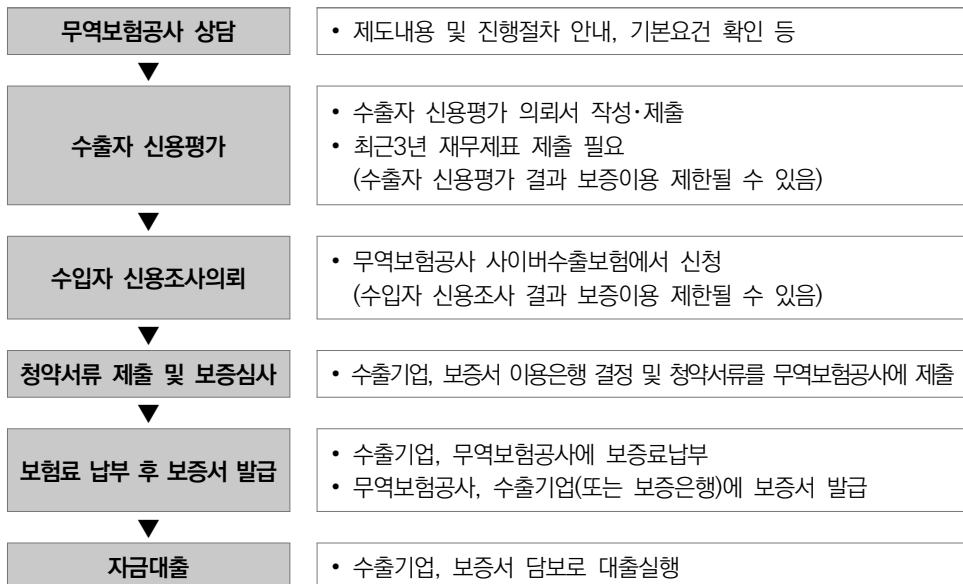 무역보험공사 상담
• 제도내용 및 진행절차 안내, 기본요건 확인 등
▼
수출자 신용평가
• 수출자 신용평가 의뢰서 작성·제출
• 최근3년 재무제표 제출 필요
(수출자 신용평가 결과 보증이용 제한될 수 있음)
▼
수입자 신용조사의뢰
• 무역보험공사 사이버수출보험에서 신청
(수입자 신용조사 결과 보증이용 제한될 수 있음)
▼
청약서류 제출 및 보증심사
• 수출기업, 보증서 이용은행 결정 및 청약서류를 무역보험공사에 제출
▼
보험료 납부 후 보증서 발급
• 수출기업, 무역보험공사에 보증료납부
• 무역보험공사, 수출기업(또는 보증은행)에 보증서 발급
▼
자금대출
• 수출기업, 보증서 담보로 대출실행